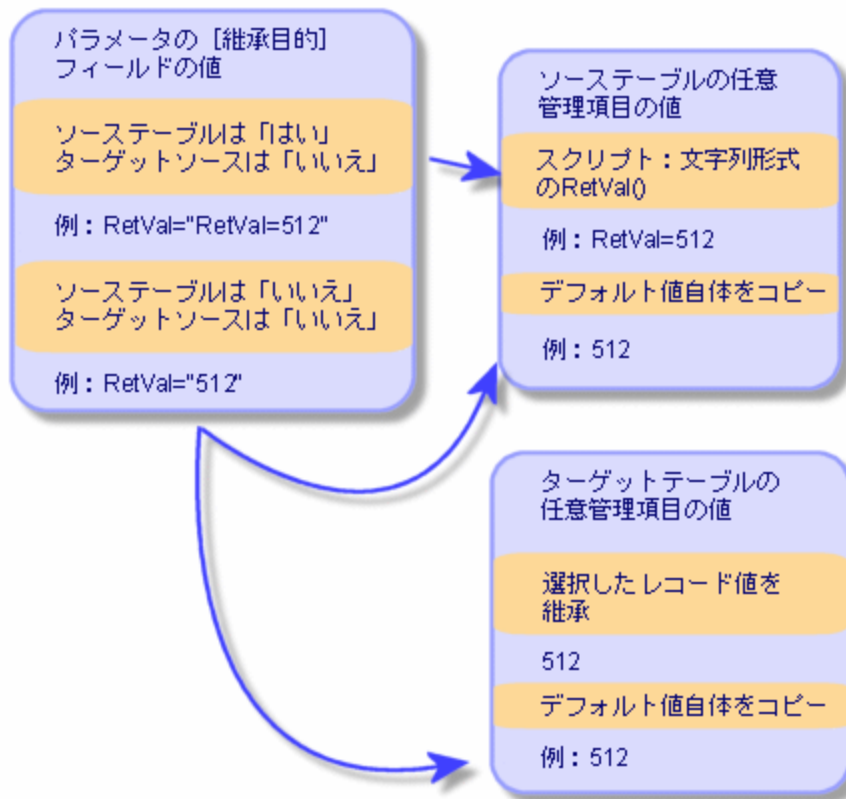 パラメータの［継承目的］
フィールドの値
ソーステーブルは「はい」
ターゲットソースは「いいえ」
例：RetVal="RetVal=512"
ソーステーブルは「いいえ」
ターゲットソースは「いいえ」
例：RetVal="512"
ソーステーブルの任意
管理項目の値
スクリプト：文字列形式
のRetVal()
例：RetVal=512
デフォルト値自体をコピー
例：512
ターゲットテーブルの
任意管理項目の値
選択したレコード値を
継承
512
デフォルト値自体をコピー
例：512